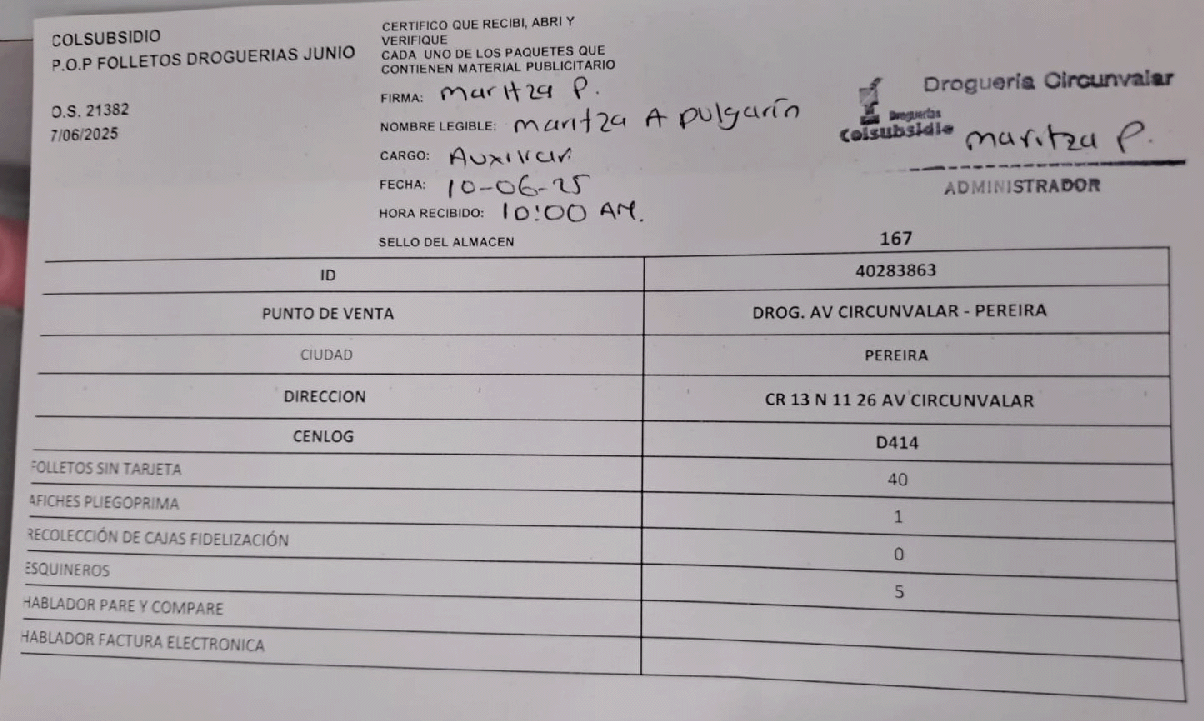 COLSUBSIDIO
P.O.P FOLLETOS DROGUERIAS JUNIO
O.S. 21382
7/06/2025
CERTIFICO QUE RECIBI, ABRI Y
VERIFIQUE
CADA UNO DE LOS PAQUETES QUE
CONTIENEN MATERIAL PUBLICITARIO
FIRMA: Maritza P.
NOMBRE LEGIBLE: Maritza A Pulgarín
CARGO: Auxiliar
FECHA: 10-06-25
HORA RECIBIDO: 10:00 AM.
SELLO DEL ALMACEN
Droguería Circunvalar
Droguerías
Colsubsidio
Maritza P.
ADMINISTRADOR
167
ID 40283863
PUNTO DE VENTA DROG. AV CIRCUNVALAR - PEREIRA
CIUDAD PEREIRA
DIRECCION CR 13 N 11 26 AV CIRCUNVALAR
CENLOG D414
FOLLETOS SIN TARJETA 40
AFICHES PLIEGOPRIMA 1
RECOLECCIÓN DE CAJAS FIDELIZACIÓN 0
ESQUINEROS 5
HABLADOR PARE Y COMPARE
HABLADOR FACTURA ELECTRONICA